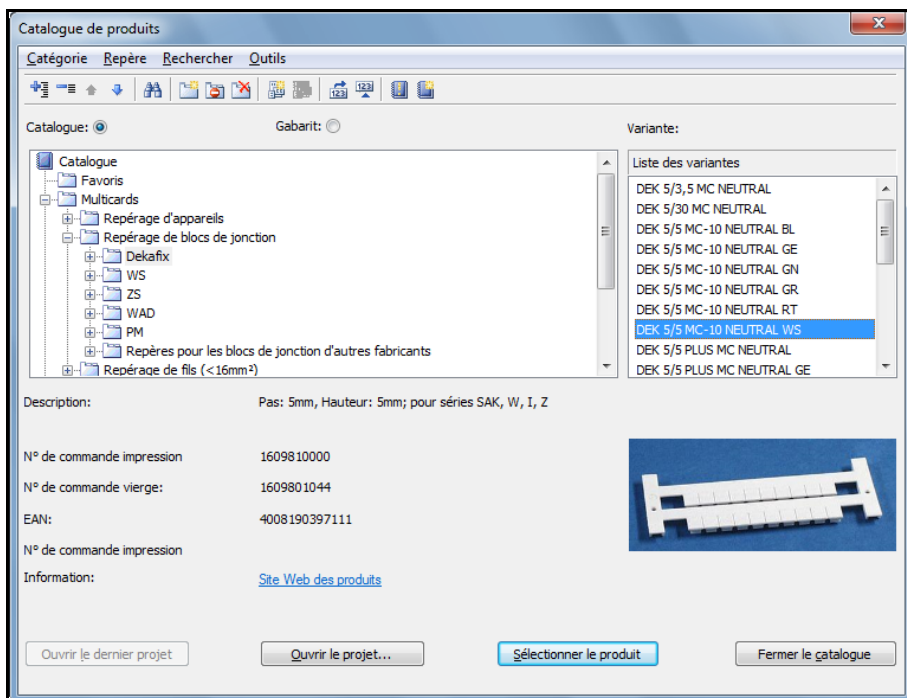 Catalogue de produits
Catégorie Repère Rechercher Outils
Catalogue: Gabarit: Variante:
Catalogue
Favoris
Multicards
Repérage d'appareils
Repérage de blocs de jonction
Dekafix
WS
ZS
WAD
PM
Repères pour les blocs de jonction d'autres fabricants
Repérage de fils (<16mm²)
Liste des variantes
DEK 5/3,5 MC NEUTRAL
DEK 5/30 MC NEUTRAL
DEK 5/5 MC-10 NEUTRAL BL
DEK 5/5 MC-10 NEUTRAL GE
DEK 5/5 MC-10 NEUTRAL GN
DEK 5/5 MC-10 NEUTRAL GR
DEK 5/5 MC-10 NEUTRAL RT
DEK 5/5 MC-10 NEUTRAL WS
DEK 5/5 PLUS MC NEUTRAL
DEK 5/5 PLUS MC NEUTRAL GE
Description: Pas: 5mm, Hauteur: 5mm; pour séries SAK, W, I, Z
N° de commande impression 1609810000
N° de commande vierge: 1609801044
EAN: 4008190397111
N° de commande impression
Information: Site Web des produits
Ouvrir le dernier projet Ouvrir le projet... Sélectionner le produit Fermer le catalogue